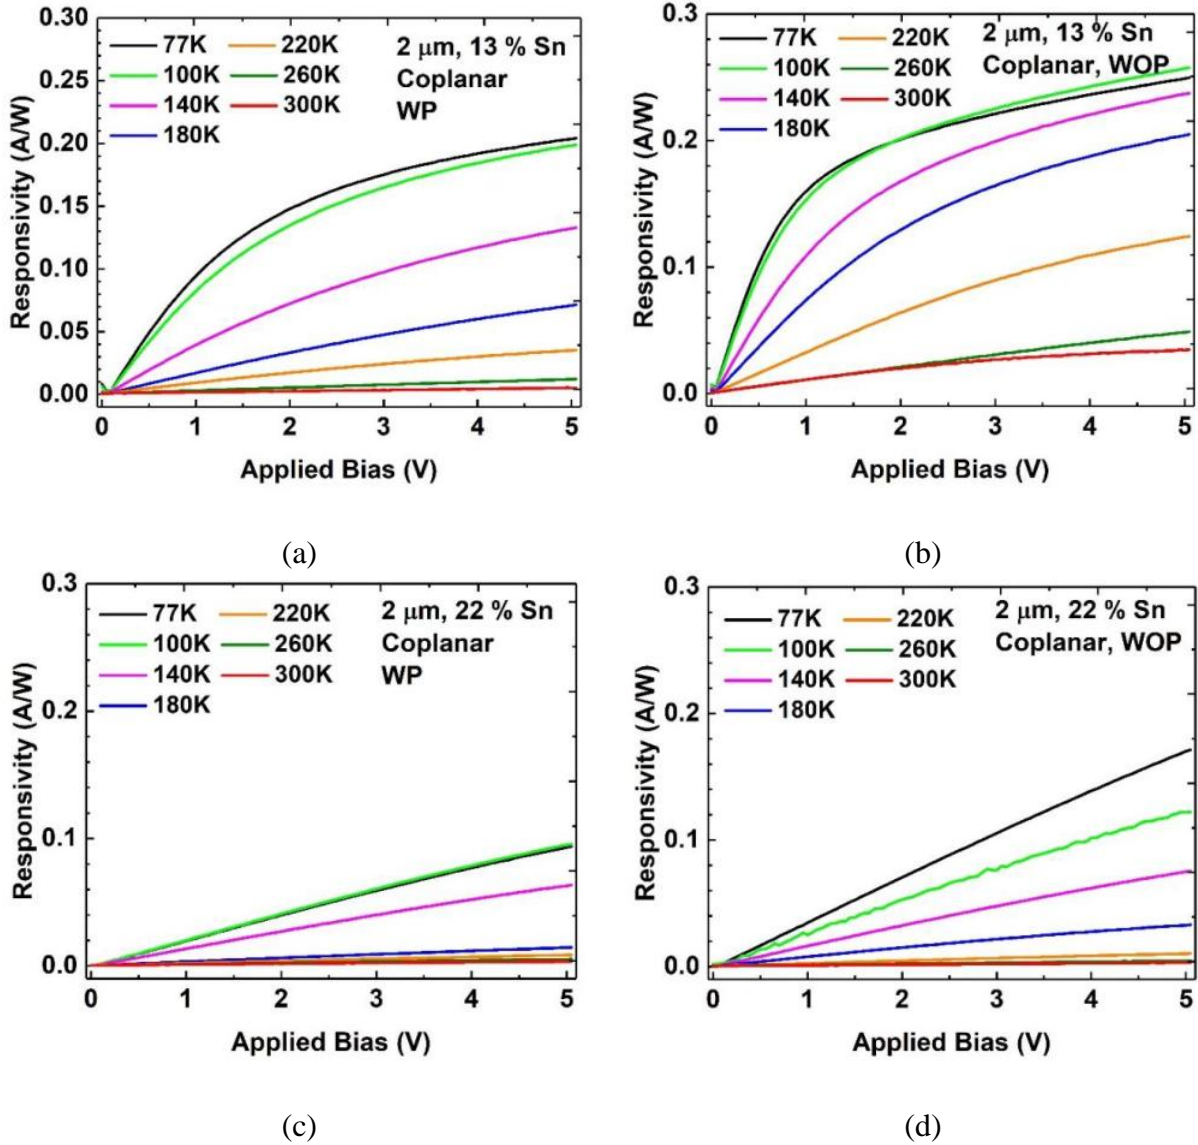 0.30
0.25
0.20
0.15
0.10
0.05
0.00
Responsivity (A/W)
77K 220K
100K 260K
140K 300K
180K
2 μm, 13 % Sn
Coplanar
WP
0 1 2 3 4 5
Applied Bias (V)
(a)
0.3
0.2
0.1
0.0
Responsivity (A/W)
77K 220K
100K 260K
140K 300K
180K
2 μm, 13 % Sn
Coplanar, WOP
0 1 2 3 4 5
Applied Bias (V)
(b)
0.3
0.2
0.1
0.0
Responsivity (A/W)
77K 220K
100K 260K
140K 300K
180K
2 μm, 22 % Sn
Coplanar
WP
0 1 2 3 4 5
Applied Bias (V)
(c)
0.3
0.2
0.1
0.0
Responsivity (A/W)
77K 220K
100K 260K
140K 300K
180K
2 μm, 22 % Sn
Coplanar, WOP
0 1 2 3 4 5
Applied Bias (V)
(d)